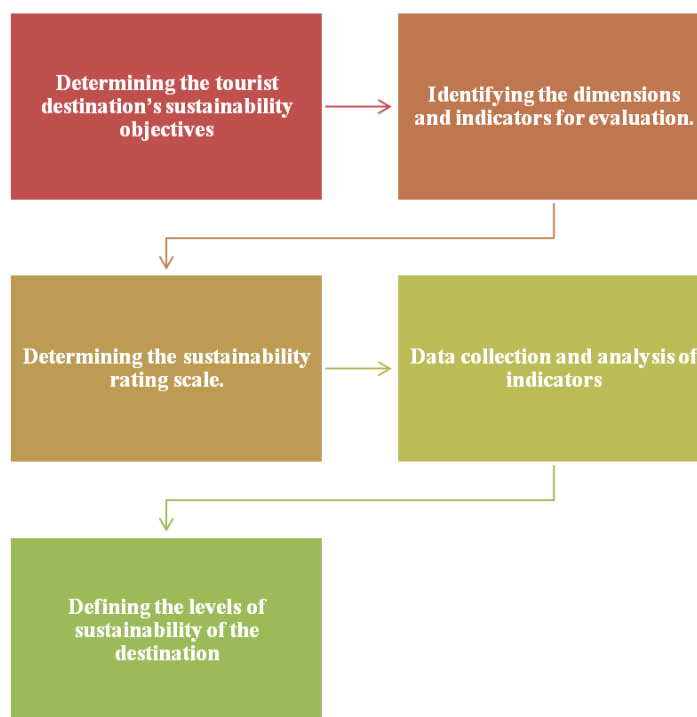 Determining the tourist
destination's sustainability
objectives
Identifying the dimensions
and indicators for evaluation.
Determining the sustainability
rating scale.
Data collection and analysis of
indicators
Defining the levels of
sustainability of the
destination